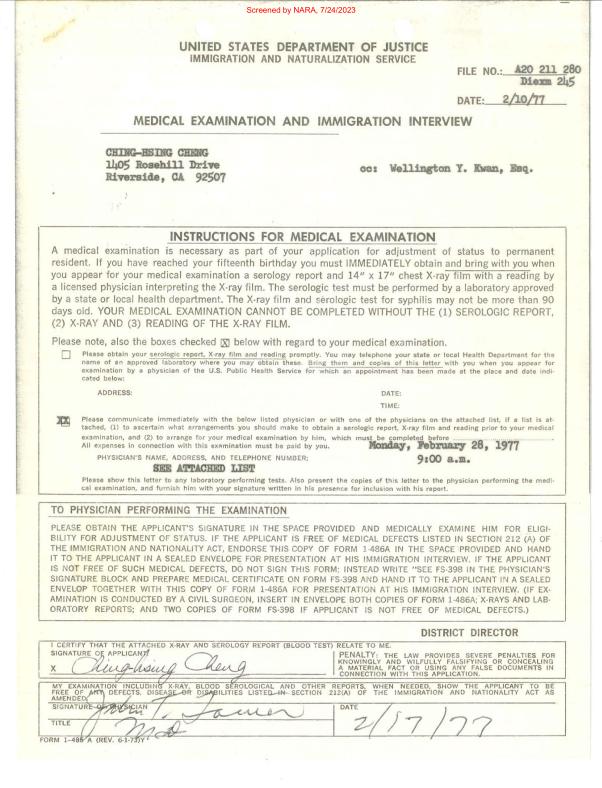 Screened by NARA, 7/24/2023
UNITED STATES DEPARTMENT OF JUSTICE
IMMIGRATION AND NATURALIZATION SERVICE
FILE NO.: A20 211 280
Diexm 245
DATE: 2/10/77
MEDICAL EXAMINATION AND IMMIGRATION INTERVIEW
CHING-HSING CHENG
1405 Rosehill Drive
Riverside, CA 92507
cc: Wellington Y. Kwan, Esq.
INSTRUCTIONS FOR MEDICAL EXAMINATION
A medical examination is necessary as part of your application for adjustment of status to permanent
resident. If you have reached your fifteenth birthday you must IMMEDIATELY obtain and bring with you when
you appear for your medical examination a serology report and 14" x 17" chest X-ray film with a reading by
a licensed physician interpreting the X-ray film. The serologic test must be performed by a laboratory approved
by a state or local health department. The X-ray film and serologic test for syphilis may not be more than 90
days old. YOUR MEDICAL EXAMINATION CANNOT BE COMPLETED WITHOUT THE (1) SEROLOGIC REPORT,
(2) X-RAY AND (3) READING OF THE X-RAY FILM.
Please note, also the boxes checked X below with regard to your medical examination.
Please obtain your serologic report, X-ray film and reading promptly. You may telephone your state or local Health Department for the
name of an approved laboratory where you may obtain these. Bring them and copies of this letter with you when you appear for
examination by a physician of the U.S. Public Health Service for which an appointment has been made at the place and date indi-
cated below:
ADDRESS: DATE:
TIME:
XX Please communicate immediately with the below listed physician or with one of the physicians on the attached list, if a list is at-
tached, (1) to ascertain what arrangements you should make to obtain a serologic report, X-ray film and reading prior to your medical
examination, and (2) to arrange for your medical examination by him, which must be completed before
All expenses in connection with this examination must be paid by you. Monday, February 28, 1977
PHYSICIAN'S NAME, ADDRESS, AND TELEPHONE NUMBER: 9:00 a.m.
SEE ATTACHED LIST
Please show this letter to any laboratory performing tests. Also present the copies of this letter to the physician performing the medi-
cal examination, and furnish him with your signature written in his presence for inclusion with his report.
TO PHYSICIAN PERFORMING THE EXAMINATION
PLEASE OBTAIN THE APPLICANT'S SIGNATURE IN THE SPACE PROVIDED AND MEDICALLY EXAMINE HIM FOR ELIGI-
BILITY FOR ADJUSTMENT OF STATUS. IF THE APPLICANT IS FREE OF MEDICAL DEFECTS LISTED IN SECTION 212 (A) OF
THE IMMIGRATION AND NATIONALITY ACT, ENDORSE THIS COPY OF FORM 1-486A IN THE SPACE PROVIDED AND HAND
IT TO THE APPLICANT IN A SEALED ENVELOPE FOR PRESENTATION AT HIS IMMIGRATION INTERVIEW. IF THE APPLICANT
IS NOT FREE OF SUCH MEDICAL DEFECTS, DO NOT SIGN THIS FORM: INSTEAD WRITE "SEE FS-398 IN THE PHYSICIAN'S
SIGNATURE BLOCK AND PREPARE MEDICAL CERTIFICATE ON FORM FS-398 AND HAND IT TO THE APPLICANT IN A SEALED
ENVELOP TOGETHER WITH THIS COPY OF FORM 1-486A FOR PRESENTATION AT HIS IMMIGRATION INTERVIEW. (IF EX-
AMINATION IS CONDUCTED BY A CIVIL SURGEON, INSERT IN ENVELOPE BOTH COPIES OF FORM 1-486A; X-RAYS AND LAB-
ORATORY REPORTS; AND TWO COPIES OF FORM FS-398 IF APPLICANT IS NOT FREE OF MEDICAL DEFECTS.)
DISTRICT DIRECTOR
I CERTIFY THAT THE ATTACHED X-RAY AND SEROLOGY REPORT (BLOOD TEST) RELATE TO ME.
SIGNATURE OF APPLICANT
X Ching-hsing Cheng
PENALTY: THE LAW PROVIDES SEVERE PENALTIES FOR
KNOWINGLY AND WILFULLY FALSIFYING OR CONCEALING
A MATERIAL FACT OR USING ANY FALSE DOCUMENTS IN
CONNECTION WITH THIS APPLICATION.
MY EXAMINATION INCLUDING X-RAY, BLOOD SEROLOGICAL AND OTHER REPORTS, WHEN NEEDED, SHOW THE APPLICANT TO BE
FREE OF ANY DEFECTS, DISEASE OR DISABILITIES LISTED IN SECTION 212(A) OF THE IMMIGRATION AND NATIONALITY ACT AS
AMENDED
SIGNATURE OF PHYSICIAN
John T.
TITLE MD
DATE
2/17/77
FORM 1-486 A (REV. 6-1-73)Y